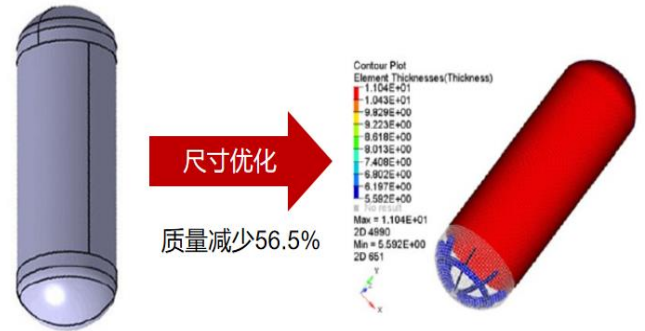 尺寸优化
质量减少56.5%
Contour Plot
Element Thicknesses(Thickness)
1.104E+01
1.043E+01
9.829E+00
9.223E+00
8.618E+00
8.013E+00
7.408E+00
6.802E+00
6.197E+00
5.592E+00
No result
Max = 1.104E+01
2D 4990
Min = 5.592E+00
2D 651
Y
Z
X